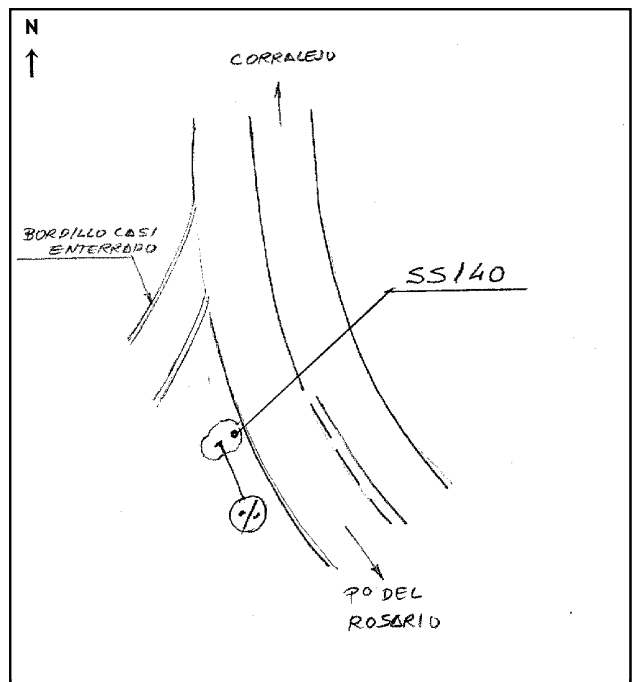 N
CORRALEJO
BORDILLO CASI
ENTERRADO
SS140
Pº DEL
ROSARIO